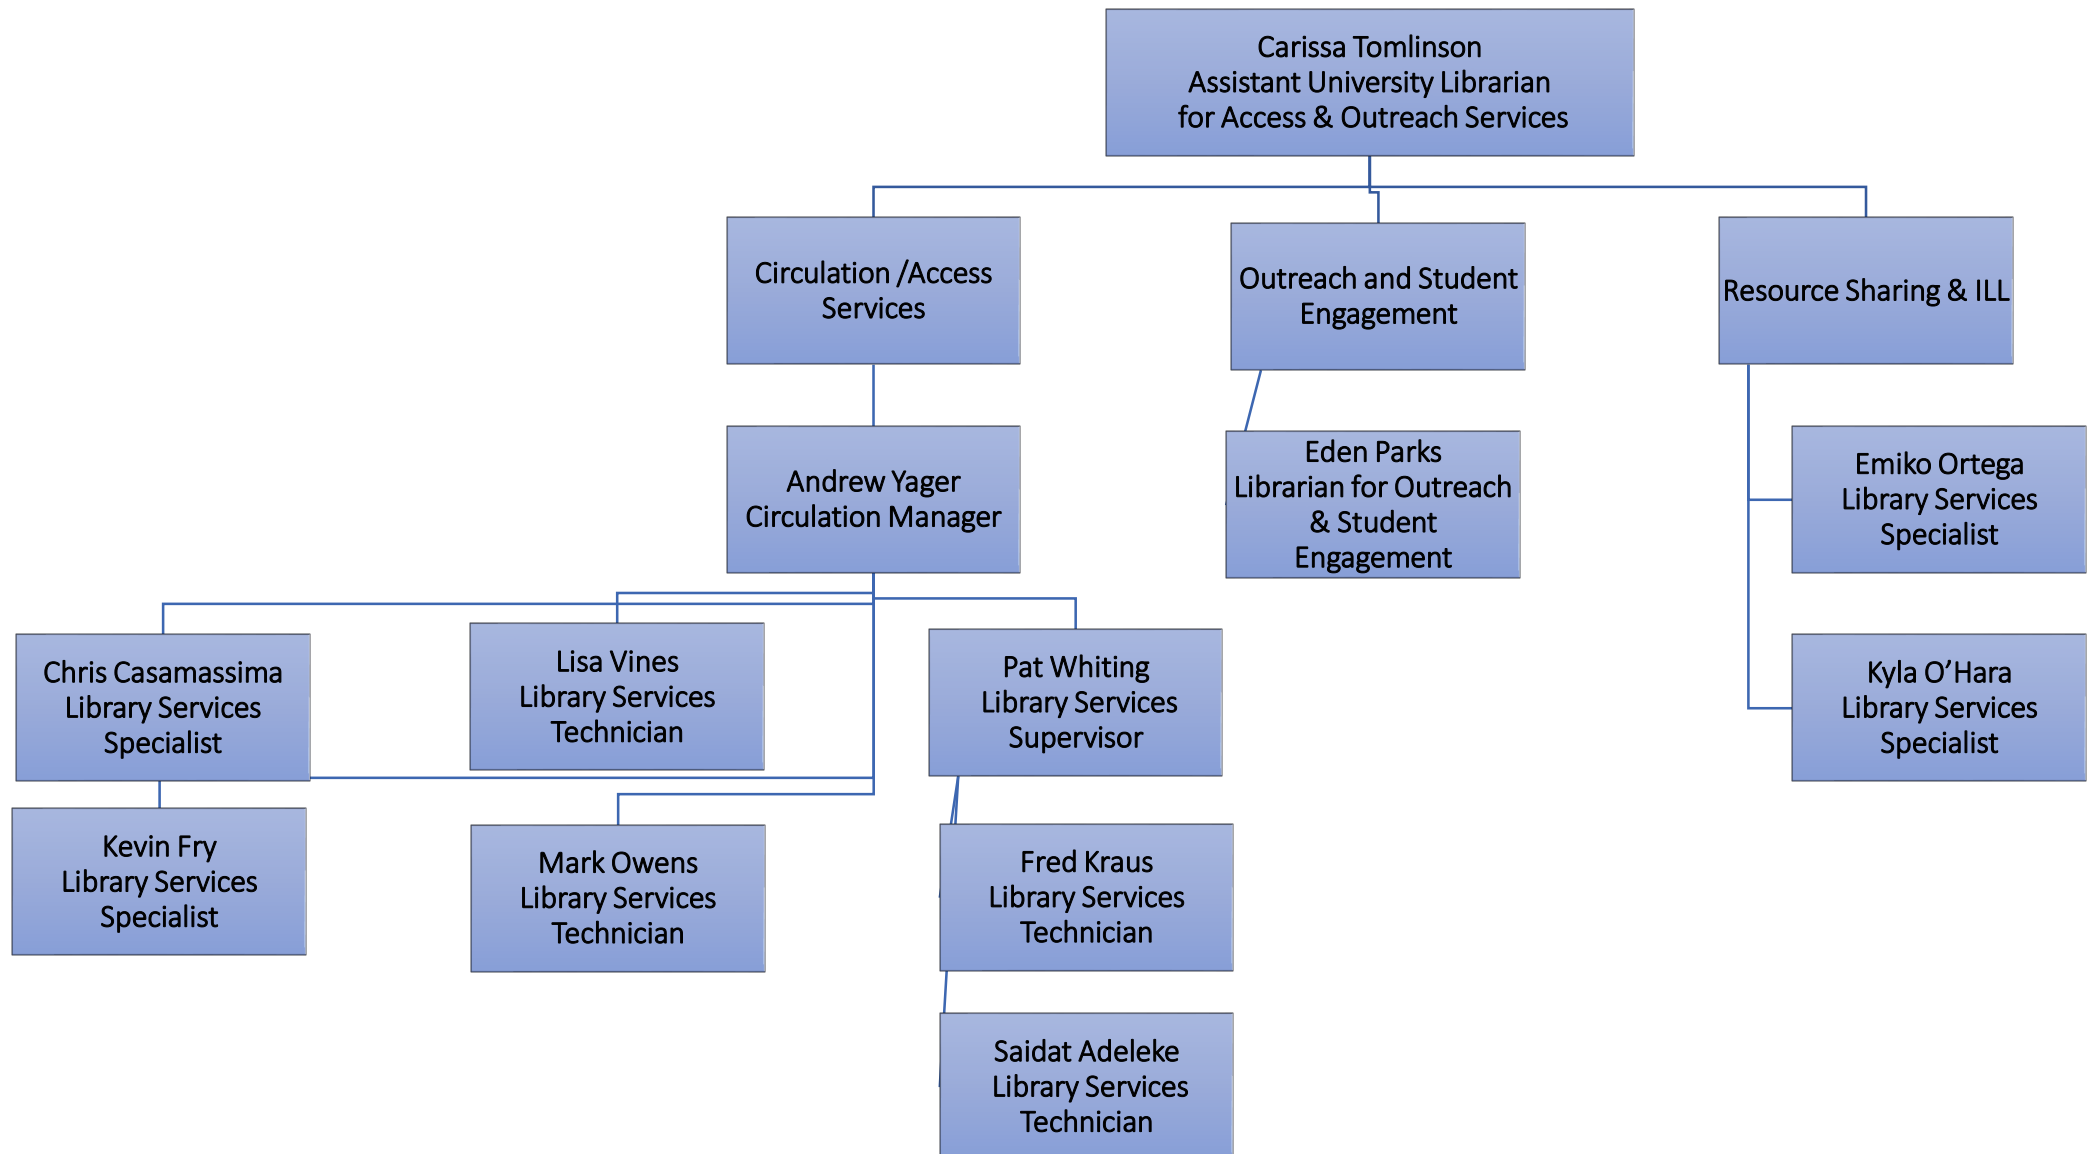 Carissa Tomlinson
Assistant University Librarian
for Access & Outreach Services
Circulation /Access
Services
Outreach and Student
Engagement
Resource Sharing & ILL
Andrew Yager
Circulation Manager
Eden Parks
Librarian for Outreach
& Student
Engagement
Emiko Ortega
Library Services
Specialist
Chris Casamassima
Library Services
Specialist
Lisa Vines
Library Services
Technician
Pat Whiting
Library Services
Supervisor
Kyla O’Hara
Library Services
Specialist
Kevin Fry
Library Services
Specialist
Mark Owens
Library Services
Technician
Fred Kraus
Library Services
Technician
Saidat Adeleke
Library Services
Technician